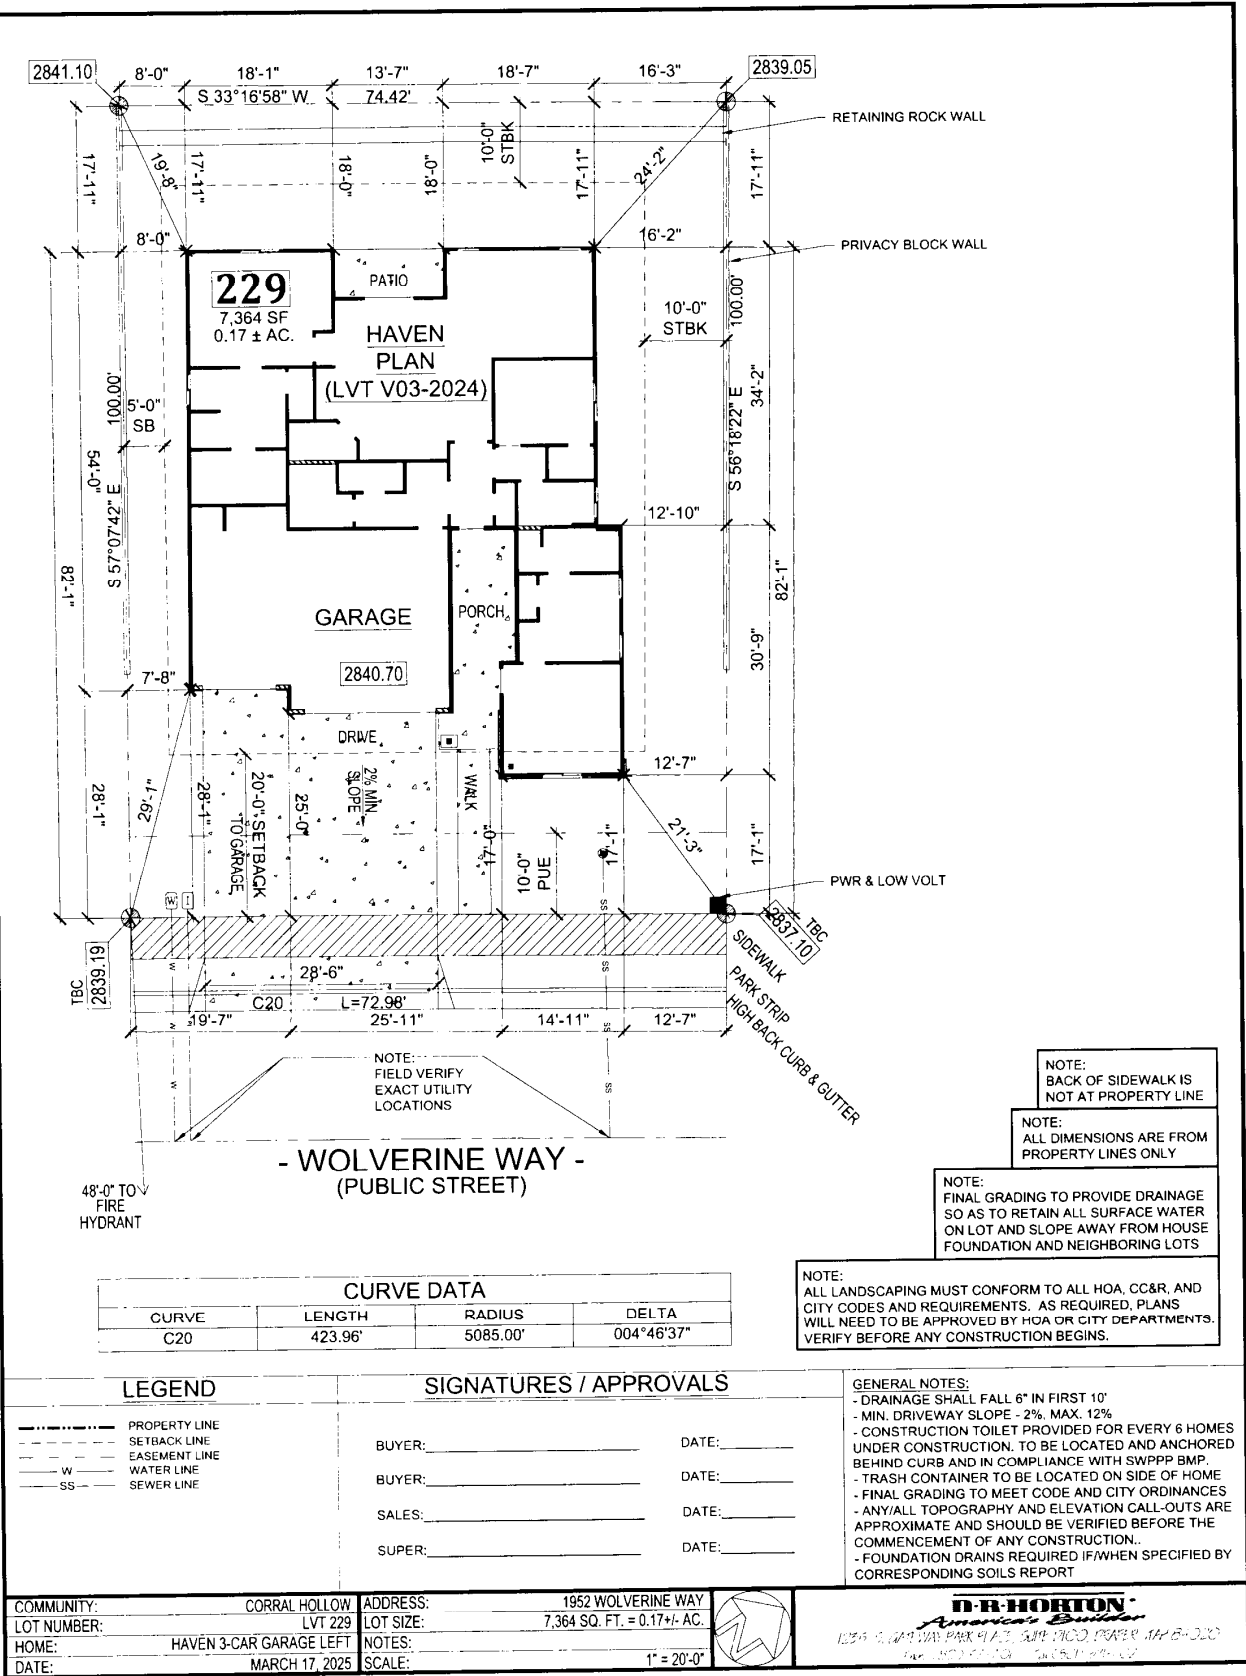 2841.10
8'-0"
18'-1"
13'-7"
18'-7"
16'-3"
2839.05
S 33°16'58" W
74.42'
10'-0"
STBK
RETAINING ROCK WALL
17'-11"
19'-8"
17'-11"
18'-0"
18'-0"
17'-11"
24'-2"
17'-11"
8'-0"
16'-2"
PRIVACY BLOCK WALL
229
7,364 SF
0.17 ± AC.
PATIO
HAVEN
PLAN
(LVT V03-2024)
10'-0"
STBK
100.00'
S 56°18'22" E
34'-2"
100.00'
5'-0"
SB
54'-0"
S 57°07'42" E
82'-1"
12'-10"
82'-1"
GARAGE
PORCH
2840.70
30'-9"
7'-8"
DRIVE
12'-7"
28'-1"
29'-1"
28'-1"
20'-0" SETBACK
TO GARAGE
25'-0"
2% MIN.
SLOPE
WALK
17'-0"
10'-0"
PUE
17'-1"
21'-3"
17'-1"
PWR & LOW VOLT
W
I
SS
TBC
2837.10
TBC
2839.19
SIDEWALK
PARK STRIP
HIGH BACK CURB & GUTTER
W
SS
28'-6"
C20
L=72.98'
19'-7"
25'-11"
14'-11"
12'-7"
W
SS
W
SS
NOTE:
FIELD VERIFY
EXACT UTILITY
LOCATIONS
- WOLVERINE WAY -
(PUBLIC STREET)
48'-0" TO
FIRE
HYDRANT
NOTE:
BACK OF SIDEWALK IS
NOT AT PROPERTY LINE
NOTE:
ALL DIMENSIONS ARE FROM
PROPERTY LINES ONLY
NOTE:
FINAL GRADING TO PROVIDE DRAINAGE
SO AS TO RETAIN ALL SURFACE WATER
ON LOT AND SLOPE AWAY FROM HOUSE
FOUNDATION AND NEIGHBORING LOTS
NOTE:
ALL LANDSCAPING MUST CONFORM TO ALL HOA, CC&R, AND
CITY CODES AND REQUIREMENTS. AS REQUIRED, PLANS
WILL NEED TO BE APPROVED BY HOA OR CITY DEPARTMENTS.
VERIFY BEFORE ANY CONSTRUCTION BEGINS.
CURVE DATA
CURVE LENGTH RADIUS DELTA
C20 423.96' 5085.00' 004°46'37"
LEGEND
PROPERTY LINE
SETBACK LINE
EASEMENT LINE
W WATER LINE
SS SEWER LINE
SIGNATURES / APPROVALS
BUYER: DATE:
BUYER: DATE:
SALES: DATE:
SUPER: DATE:
GENERAL NOTES:
- DRAINAGE SHALL FALL 6" IN FIRST 10'
- MIN. DRIVEWAY SLOPE - 2%. MAX. 12%
- CONSTRUCTION TOILET PROVIDED FOR EVERY 6 HOMES
UNDER CONSTRUCTION. TO BE LOCATED AND ANCHORED
BEHIND CURB AND IN COMPLIANCE WITH SWPPP BMP.
- TRASH CONTAINER TO BE LOCATED ON SIDE OF HOME
- FINAL GRADING TO MEET CODE AND CITY ORDINANCES
- ANY/ALL TOPOGRAPHY AND ELEVATION CALL-OUTS ARE
APPROXIMATE AND SHOULD BE VERIFIED BEFORE THE
COMMENCEMENT OF ANY CONSTRUCTION..
- FOUNDATION DRAINS REQUIRED IF/WHEN SPECIFIED BY
CORRESPONDING SOILS REPORT
COMMUNITY: CORRAL HOLLOW
LOT NUMBER: LVT 229
HOME: HAVEN 3-CAR GARAGE LEFT
DATE: MARCH 17, 2025
ADDRESS: 1952 WOLVERINE WAY
LOT SIZE: 7,364 SQ. FT. = 0.17+/- AC.
NOTES:
SCALE: 1" = 20'-0"
D·R·HORTON
America's Builder